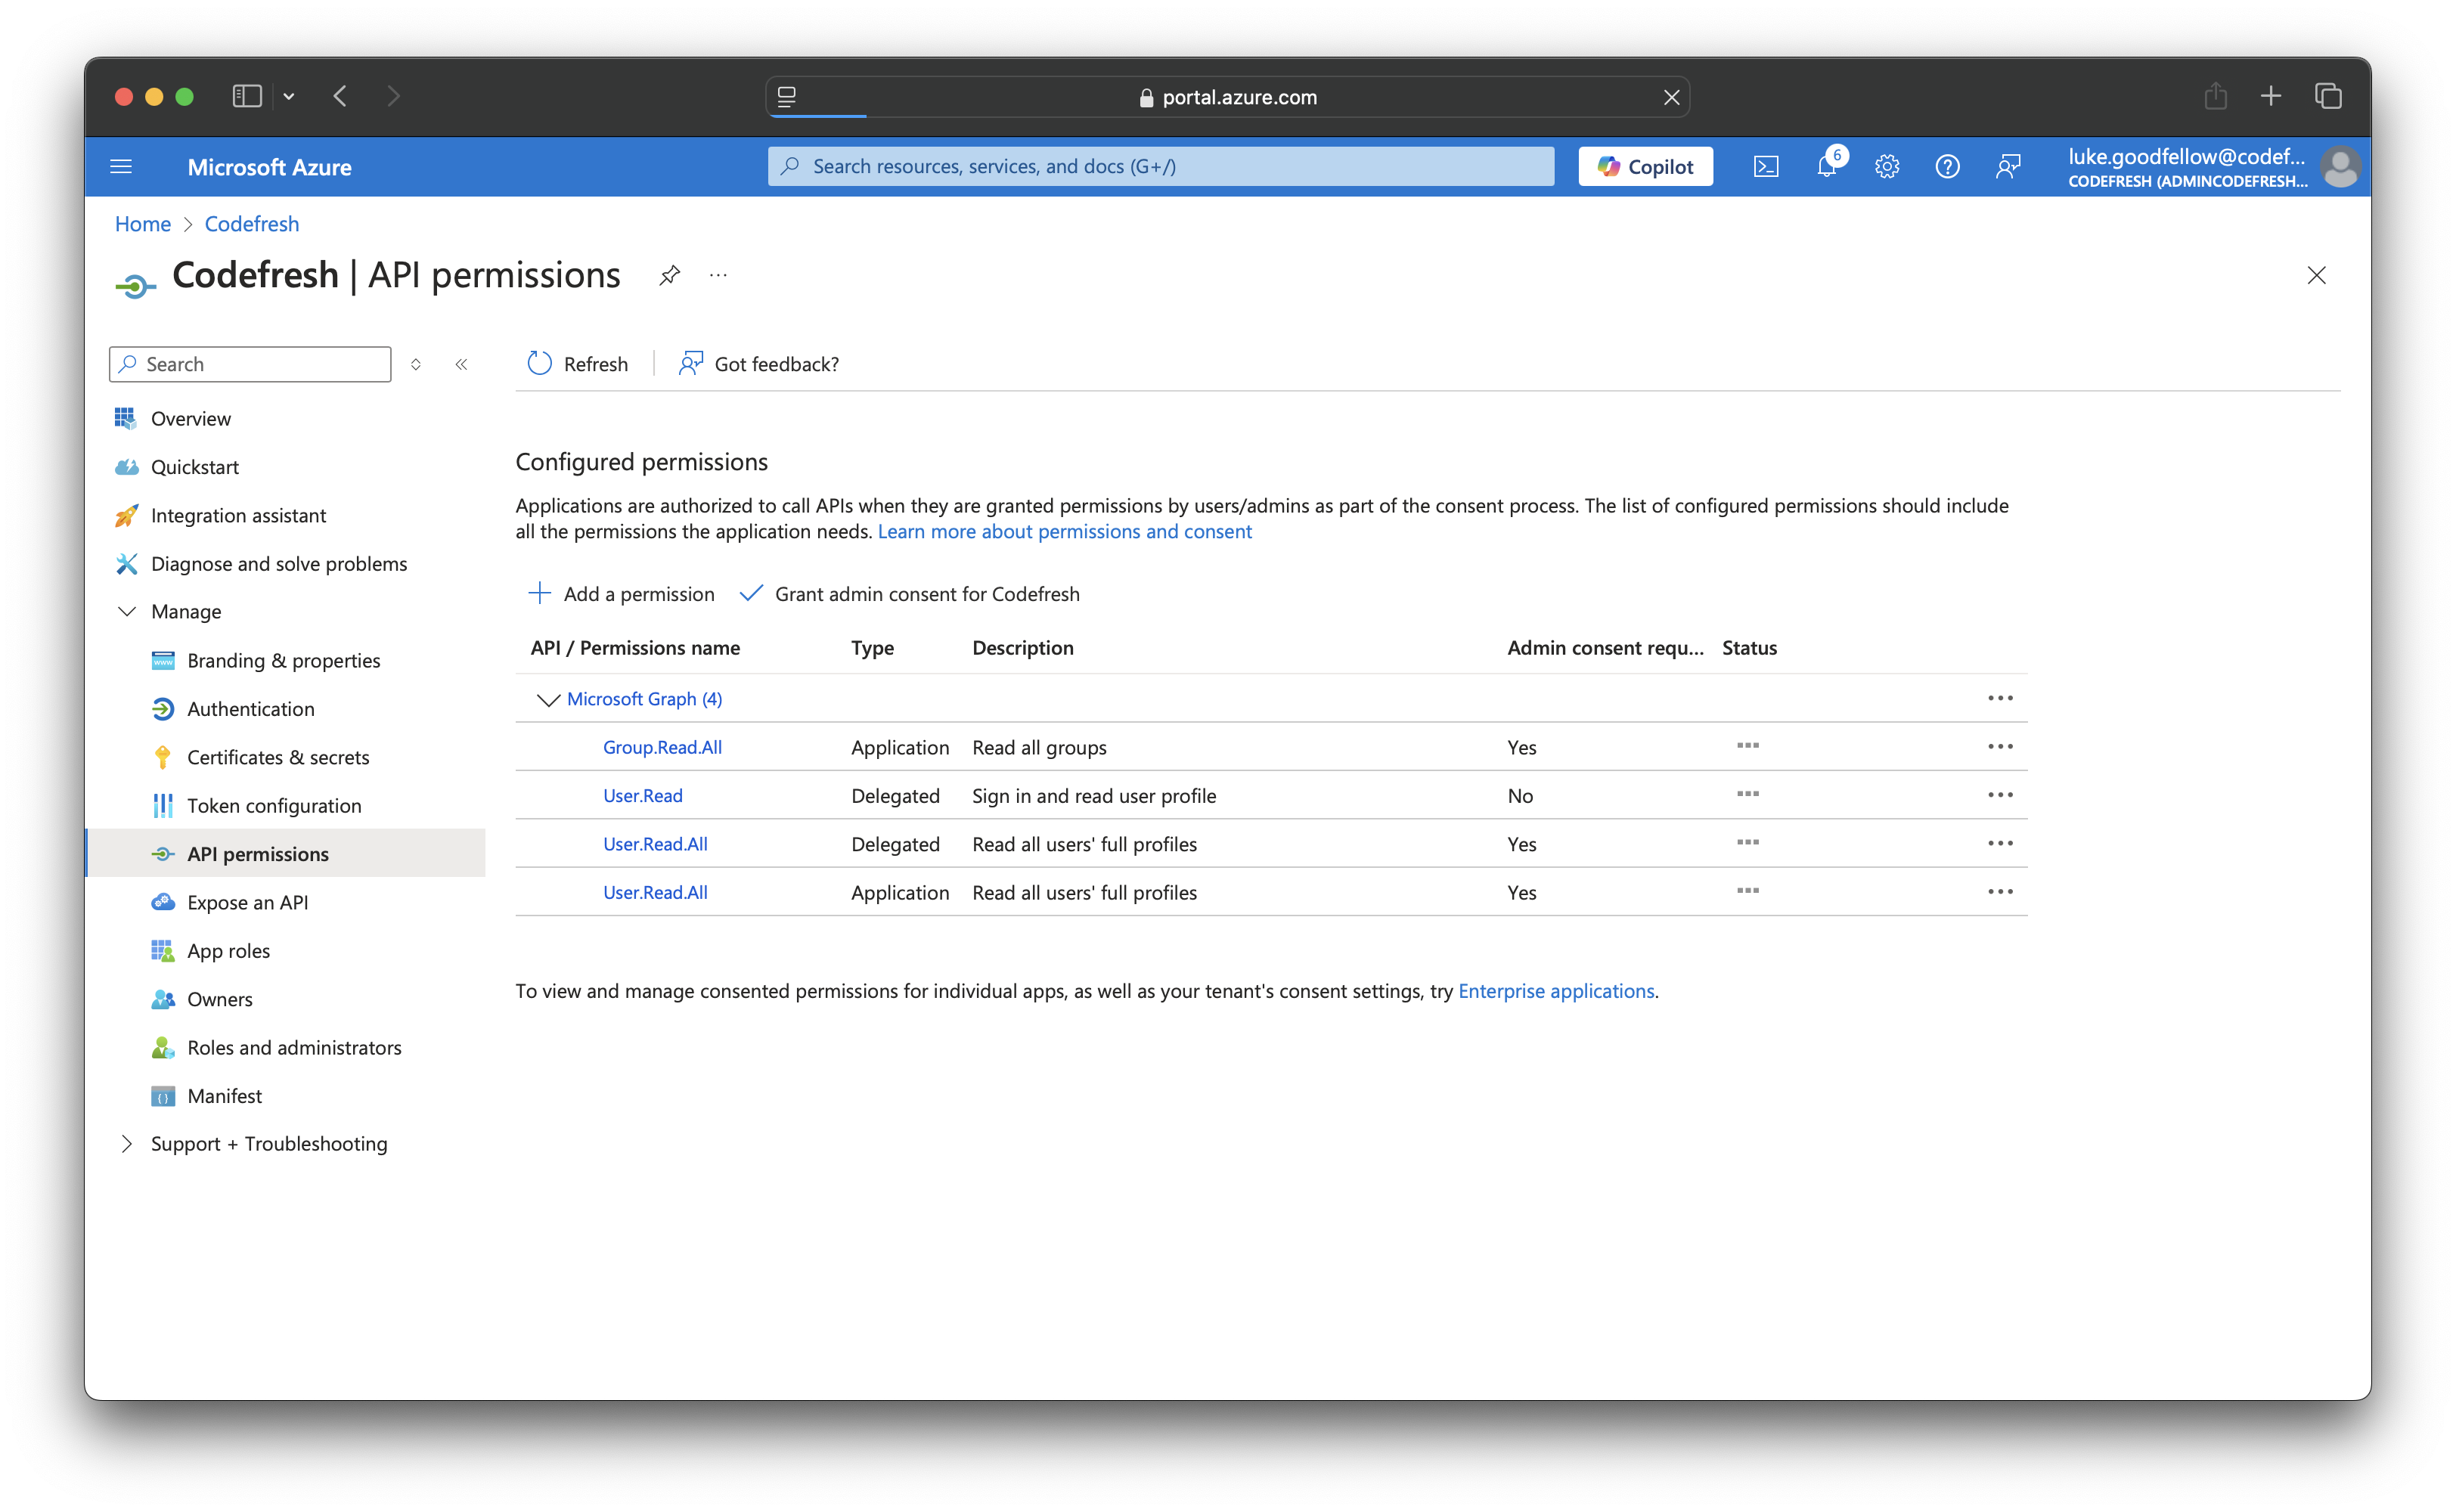 portal.azure.com
Microsoft Azure
Search resources, services, and docs (G+/)
Copilot
6
luke.goodfellow@codef...
CODEFRESH (ADMINCODEFRESH...
Home > Codefresh
Codefresh | API permissions
Search
Refresh
Got feedback?
Overview
Quickstart
Integration assistant
Diagnose and solve problems
Manage
Branding & properties
Authentication
Certificates & secrets
Token configuration
API permissions
Expose an API
App roles
Owners
Roles and administrators
Manifest
Support + Troubleshooting
Configured permissions
Applications are authorized to call APIs when they are granted permissions by users/admins as part of the consent process. The list of configured permissions should include
all the permissions the application needs. Learn more about permissions and consent
Add a permission
Grant admin consent for Codefresh
API / Permissions name Type Description Admin consent requ... Status
Microsoft Graph (4)
Group.Read.All Application Read all groups Yes
User.Read Delegated Sign in and read user profile No
User.Read.All Delegated Read all users' full profiles Yes
User.Read.All Application Read all users' full profiles Yes
To view and manage consented permissions for individual apps, as well as your tenant's consent settings, try Enterprise applications.